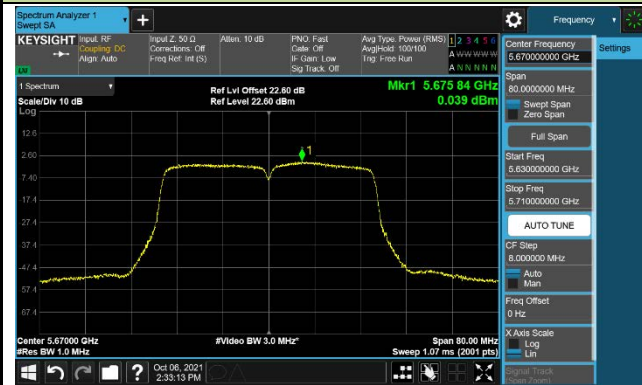 Spectrum Analyzer 1
Swept SA
+
Frequency
KEYSIGHT
Input: RF
Coupling: DC
Align: Auto
Input Z: 50 Ω
Corrections: Off
Freq Ref: Int (S)
Atten: 10 dB
PNO: Fast
Gate: Off
IF Gain: Low
Sig Track: Off
Avg Type: Power (RMS)
Avg|Hold: 100/100
Trig: Free Run
1 2 3 4 5 6
A W W W W W
A N N N N N
LW
1 Spectrum
Scale/Div 10 dB
Log
Ref Lvl Offset 22.60 dB
Ref Level 22.60 dBm
Mkr1 5.675 84 GHz
0.039 dBm
1
12.6
2.60
-7.40
-17.4
-27.4
-37.4
-47.4
-57.4
-67.4
Center 5.67000 GHz
#Res BW 1.0 MHz
#Video BW 3.0 MHz*
Span 80.00 MHz
Sweep 1.07 ms (2001 pts)
Center Frequency
5.670000000 GHz
Settings
Span
80.0000000 MHz
Swept Span
Zero Span
Full Span
Start Freq
5.630000000 GHz
Stop Freq
5.710000000 GHz
AUTO TUNE
CF Step
8.000000 MHz
Auto
Man
Freq Offset
0 Hz
X Axis Scale
Log
Lin
Signal Track
(Span Zoom)
?
Oct 06, 2021
2:33:13 PM